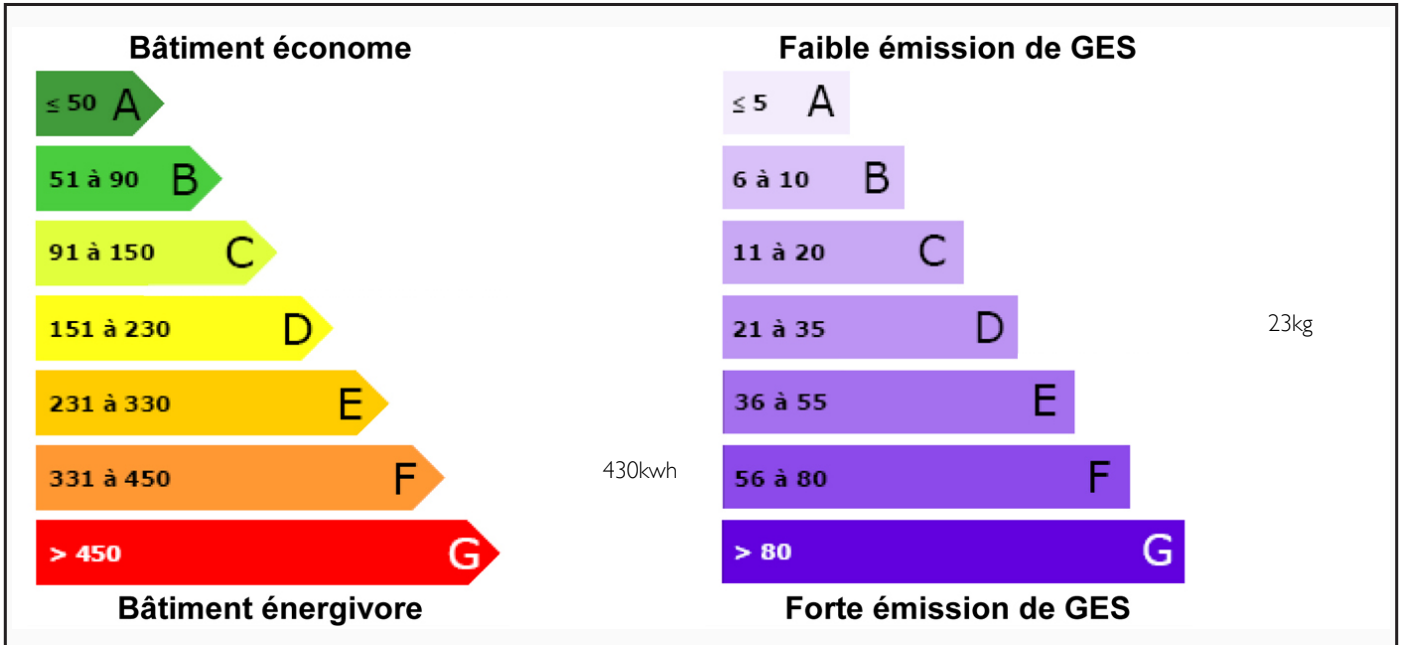 Bâtiment économe
≤ 50 A
51 à 90 B
91 à 150 C
151 à 230 D
231 à 330 E
331 à 450 F
430kwh
> 450 G
Bâtiment énergivore
Faible émission de GES
≤ 5 A
6 à 10 B
11 à 20 C
21 à 35 D
23kg
36 à 55 E
56 à 80 F
> 80 G
Forte émission de GES